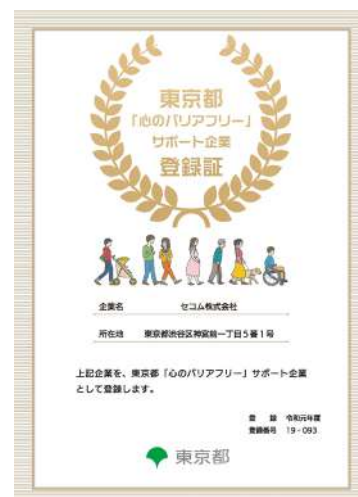 東京都
「心のバリアフリー」
サポート企業
登録証
企業名 セコム株式会社
所在地 東京都渋谷区神宮前一丁目5番1号
上記企業を、東京都「心のバリアフリー」サポート企業
として登録します。
登 録 令和元年度
登録番号 19-093
東京都